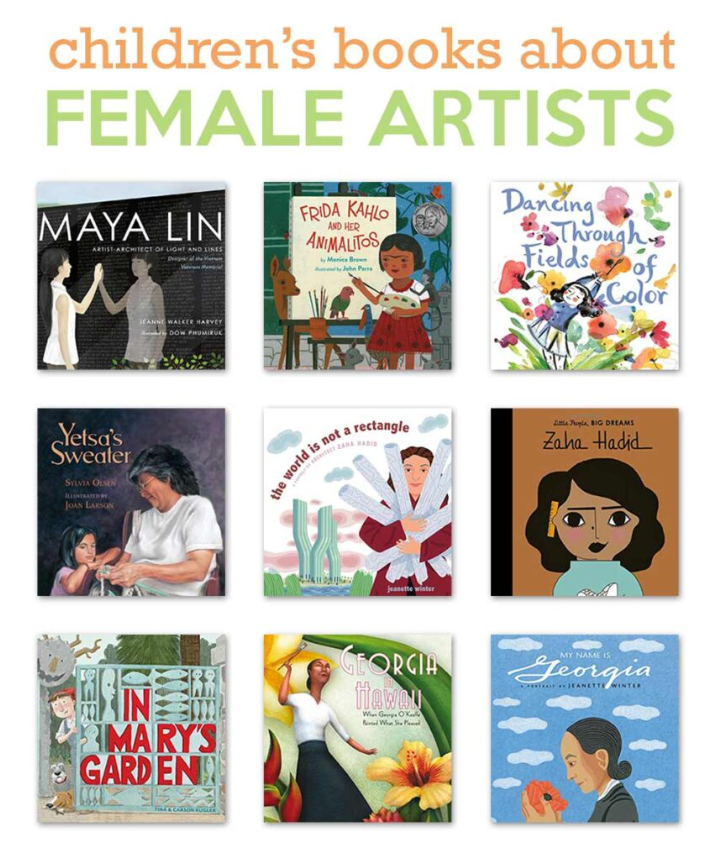 children's books about
FEMALE ARTISTS
MAYA LIN
ARTIST-ARCHITECT OF LIGHT AND LINES
Designer of the Vietnam
Veterans Memorial
JEANNE WALKER HARVEY
illustrated by DOW PHUMIRUK
FRIDA KAHLO
AND HER
ANIMALITOS
by Monica Brown
illustrated by John Parra
Dancing
Through
Fields
of
Color
Yetsa's
Sweater
SYLVIA OLSEN
ILLUSTRATED BY
JOAN LARSON
the world is not a rectangle
A PORTRAIT OF ARCHITECT ZAHA HADID
jeanette winter
Little People, BIG DREAMS
Zaha Hadid
IN
MARY'S
GARDEN
TINA & CARSON KUGLER
GEORGIA
in
HAWAII
When Georgia O'Keeffe
Painted What She Pleased
MY NAME IS
Georgia
A PORTRAIT BY JEANETTE WINTER